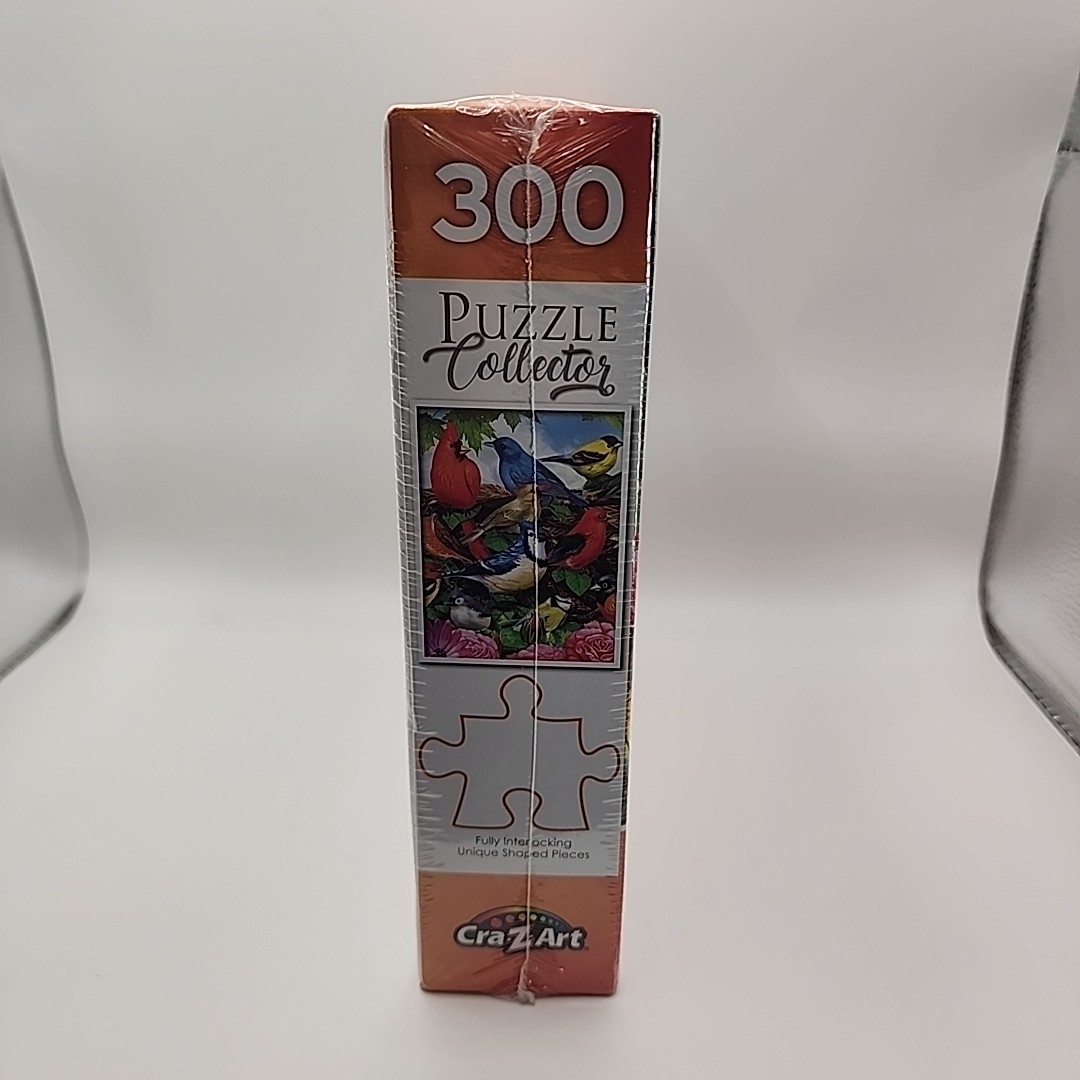 300
Puzzle
Collector
Fully Interlocking
Unique Shaped Pieces
Cra-Z-Art